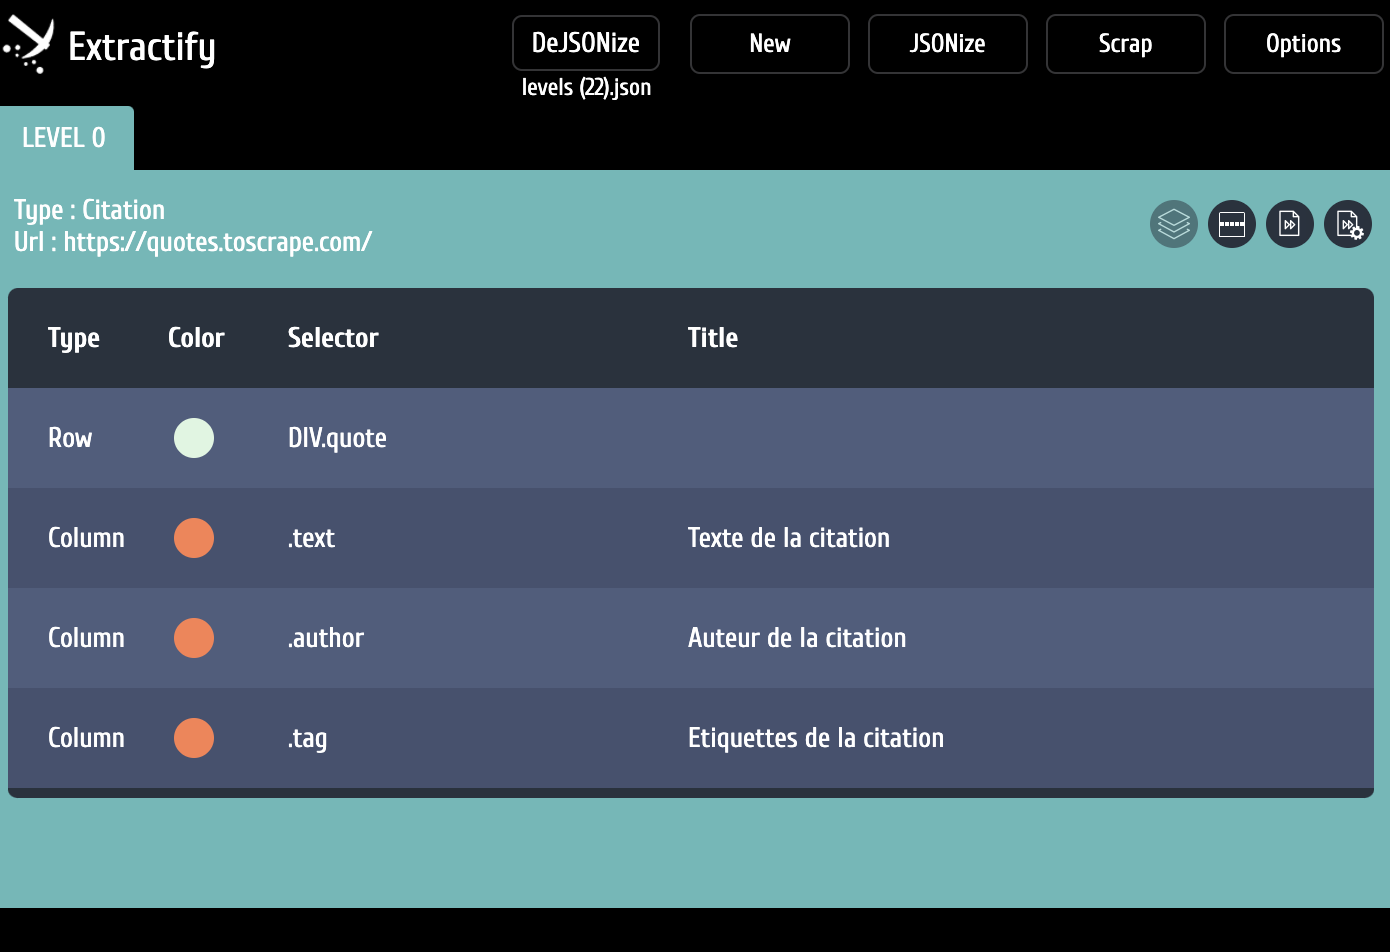 Extractify
DeJSONize
New
JSONize
Scrap
Options
levels (22).json
LEVEL 0
Type : Citation
Url : https://quotes.toscrape.com/
Type Color Selector Title
Row DIV.quote
Column .text Texte de la citation
Column .author Auteur de la citation
Column .tag Etiquettes de la citation